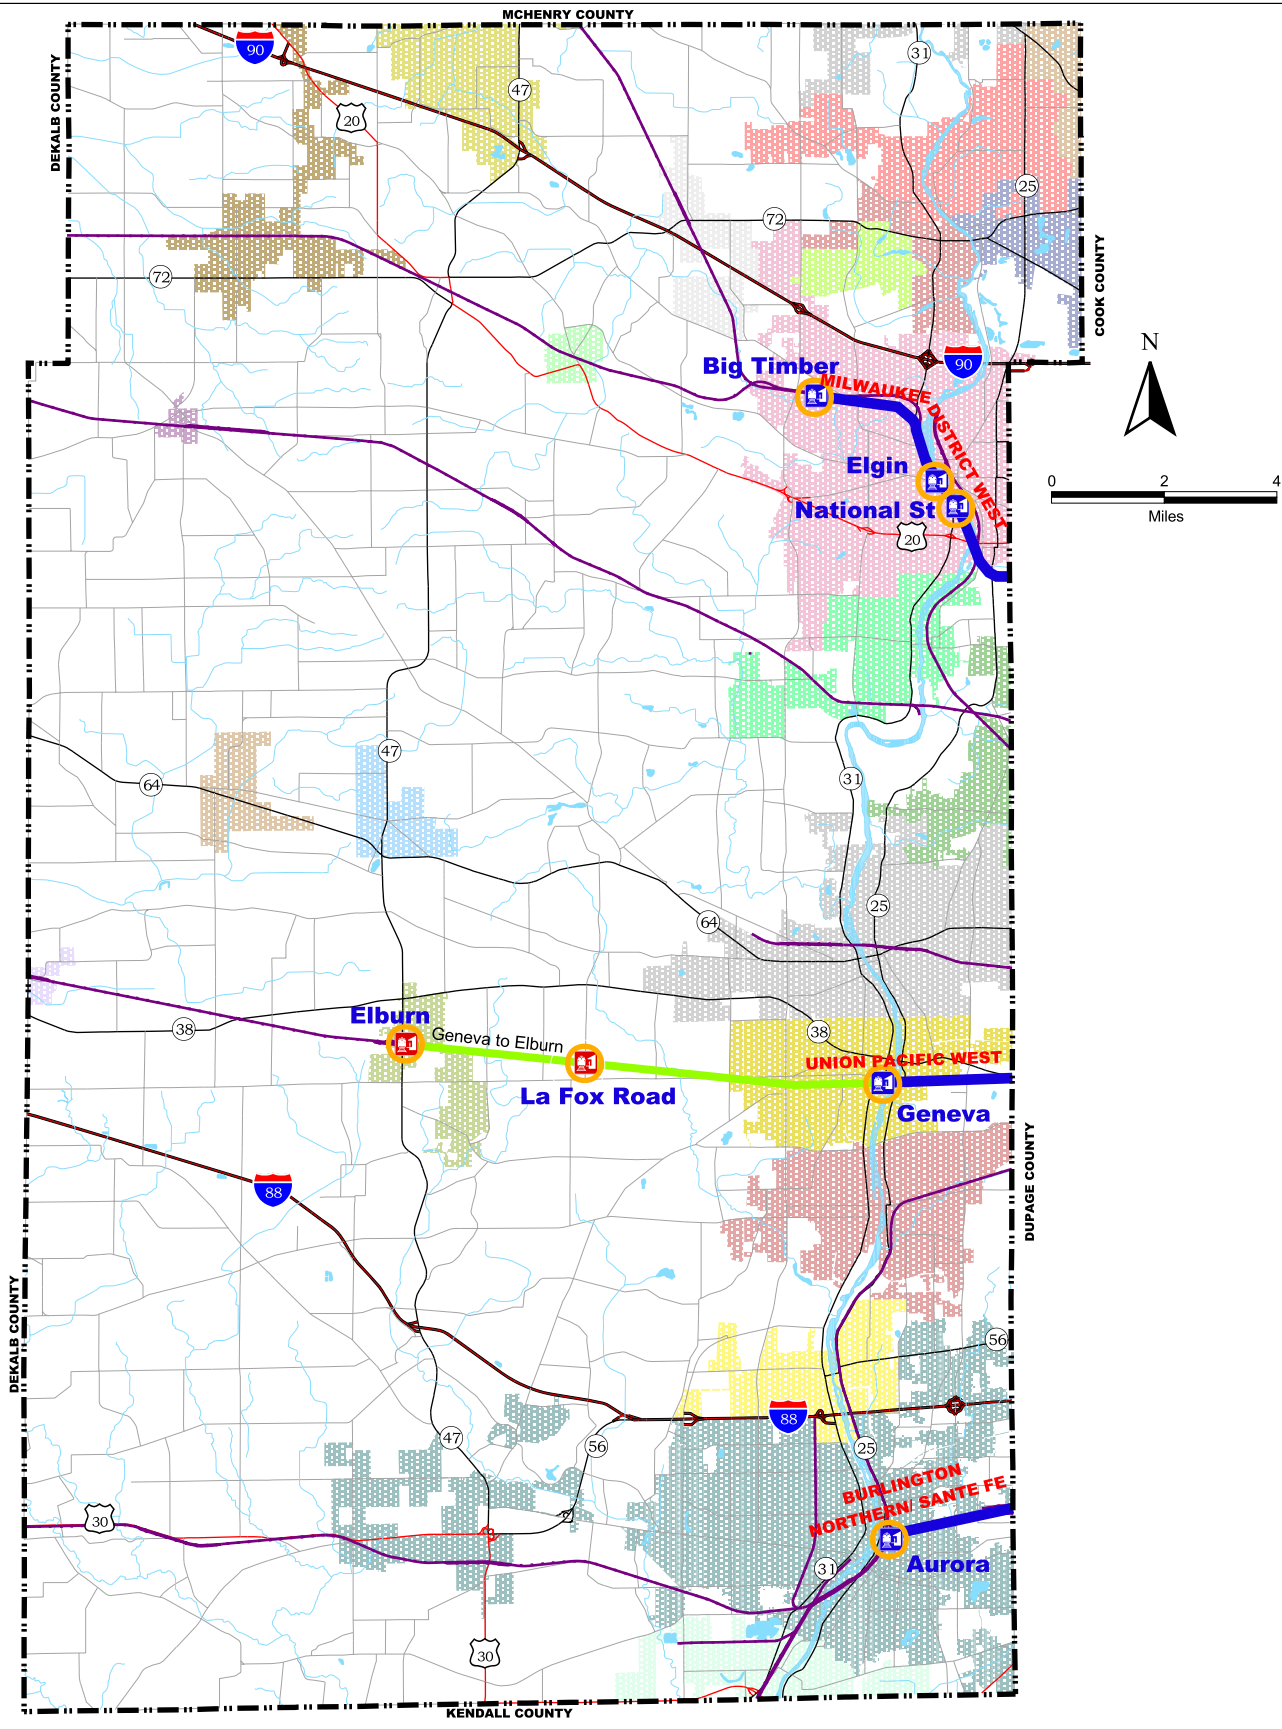 MCHENRY COUNTY
DEKALB COUNTY
90
31
47
20
25
72
72
COOK COUNTY
N
Big Timber
90
MILWAUKEE DISTRICT WEST
Elgin
0 2 4
Miles
National St
20
47
64
31
25
64
38
Elburn
Geneva to Elburn
38
UNION PACIFIC WEST
La Fox Road
Geneva
88
DUPAGE COUNTY
DEKALB COUNTY
56
88
47
56
25
BURLINGTON
NORTHERN/ SANTE FE
30
Aurora
31
30
KENDALL COUNTY